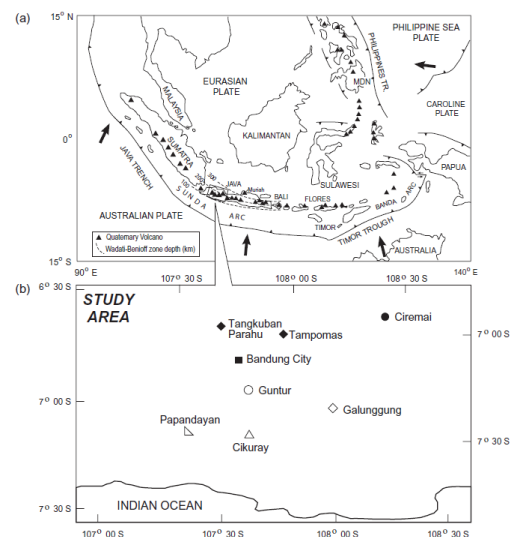 (a)
15°N
0°
15°S
90°E
140°E
PHILIPPINE SEA
PLATE
PHILIPPINES TR.
EURASIAN
PLATE
MDN
CAROLINE
PLATE
MALAYSIA
KALIMANTAN
SUMATRA
PAPUA
JAVA TRENCH
100
200
300
JAVA
Muriah
SULAWESI
BALI
FLORES
SUNDA
ARC
BANDA
ARC
AUSTRALIAN PLATE
TIMOR
TIMOR TROUGH
AUSTRALIA
▲ Quaternary Volcano
Wadati-Benioff zone depth (km)
(b)
107° 30 S
108° 00 S
108° 30 S
6° 30 S
STUDY
AREA
Tangkuban
Parahu
Tampomas
Ciremai
7° 00 S
Bandung City
Guntur
7° 00 S
Galunggung
Papandayan
Cikuray
7° 30 S
INDIAN OCEAN
7° 30 S
107° 00 S
107° 30 S
108° 00 S